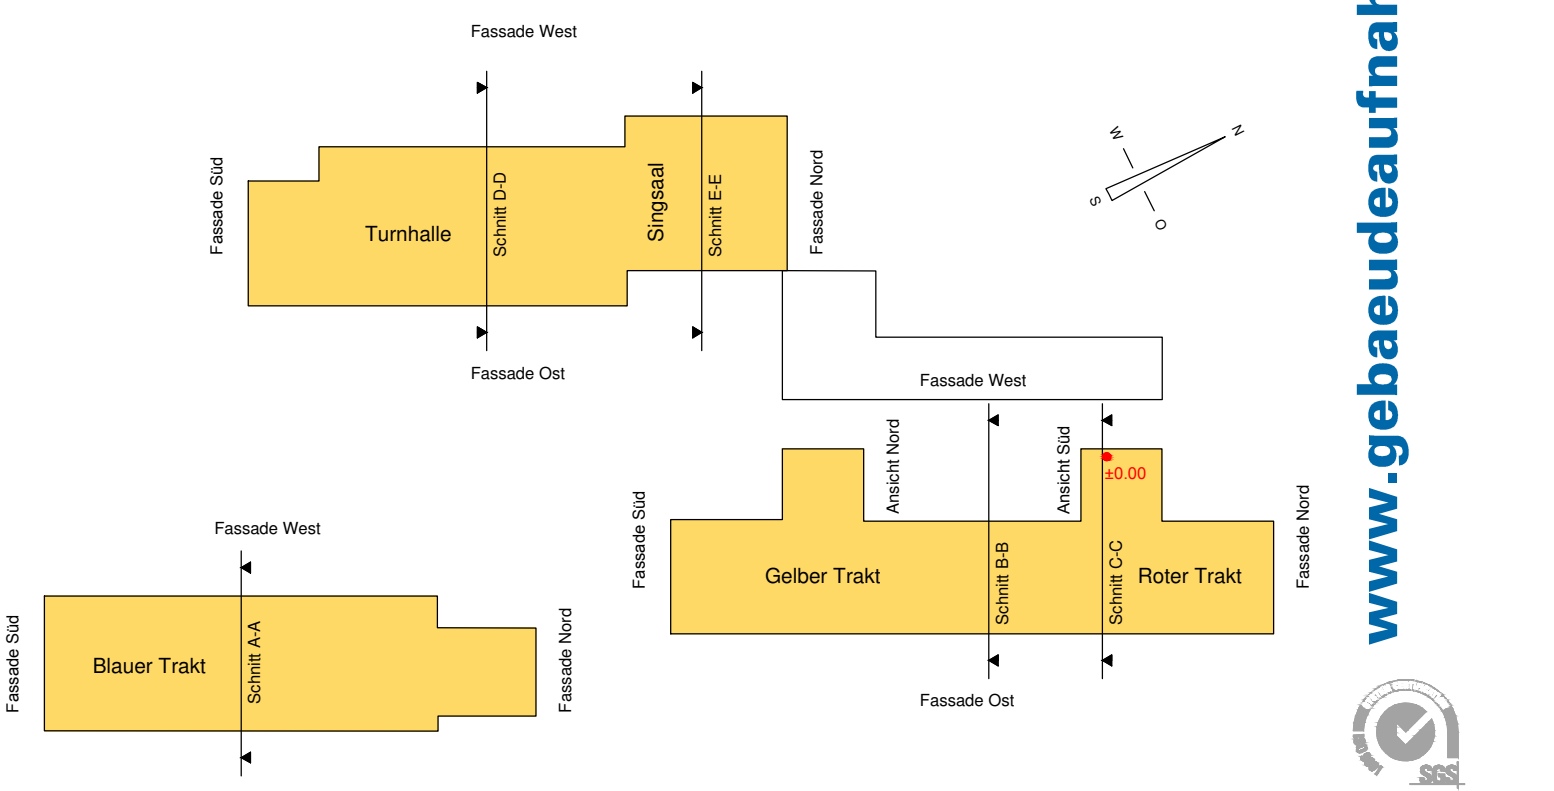 Fassade West
Fassade Süd
Turnhalle
Schnitt D-D
Singsaal
Schnitt E-E
Fassade Nord
Fassade Ost
W
N
S
O
Fassade West
Ansicht Nord
Ansicht Süd
±0.00
Fassade Süd
Gelber Trakt
Schnitt B-B
Schnitt C-C
Roter Trakt
Fassade Nord
Fassade Ost
Fassade West
Fassade Süd
Blauer Trakt
Schnitt A-A
Fassade Nord
www.gebaeudeaufnah
SGS